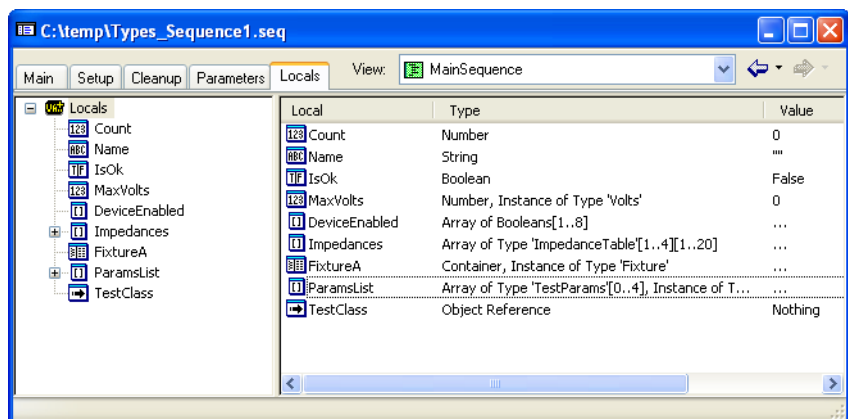 C:\temp\Types_Sequence1.seq
Main Setup Cleanup Parameters Locals View: MainSequence
Locals
Count
Name
IsOk
MaxVolts
DeviceEnabled
Impedances
FixtureA
ParamsList
TestClass
Local Type Value
Count Number 0
Name String ""
IsOk Boolean False
MaxVolts Number, Instance of Type 'Volts' 0
DeviceEnabled Array of Booleans[1..8] ...
Impedances Array of Type 'ImpedanceTable'[1..4][1..20] ...
FixtureA Container, Instance of Type 'Fixture' ...
ParamsList Array of Type 'TestParams'[0..4], Instance of T... ...
TestClass Object Reference Nothing